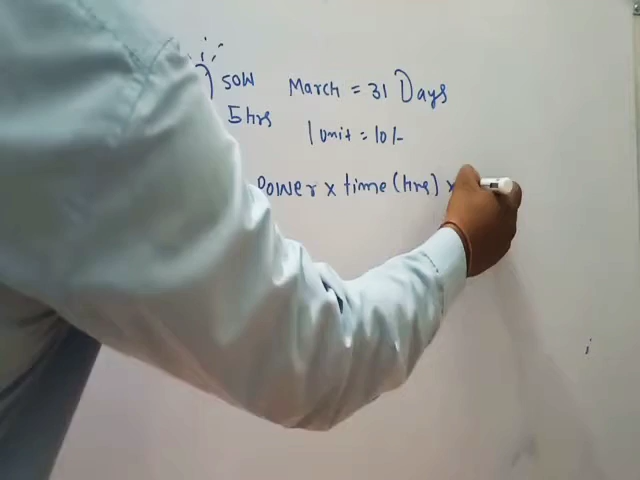 50W March = 31 Days
5hrs 1 unit = 10/-
Power x time (hrs) x